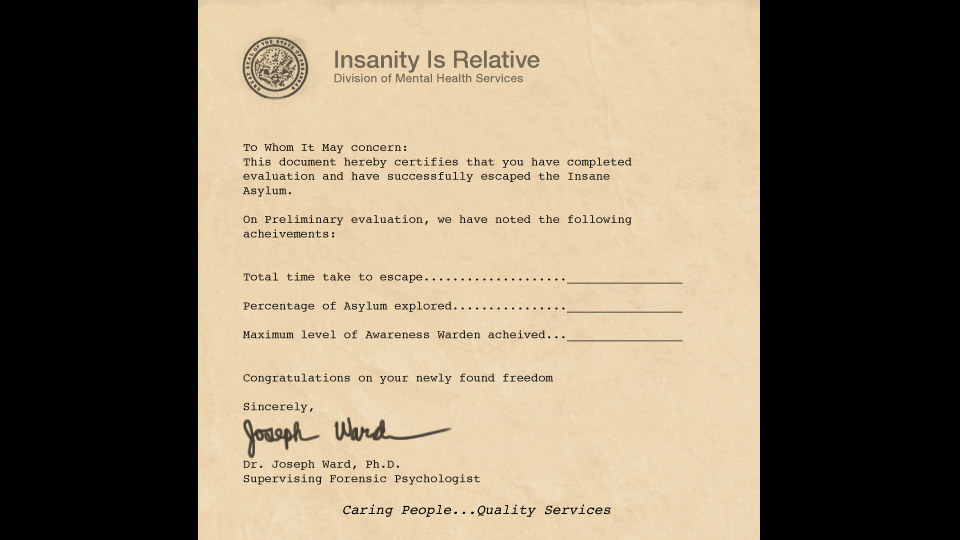 GREAT SEAL OF THE STATE OF ARKANSAS
Insanity Is Relative
Division of Mental Health Services
To Whom It May concern:
This document hereby certifies that you have completed
evaluation and have successfully escaped the Insane
Asylum.
On Preliminary evaluation, we have noted the following
acheivements:
Total time take to escape....................________________
Percentage of Asylum explored................________________
Maximum level of Awareness Warden acheived...________________
Congratulations on your newly found freedom
Sincerely,
Joseph Ward
Dr. Joseph Ward, Ph.D.
Supervising Forensic Psychologist
Caring People...Quality Services